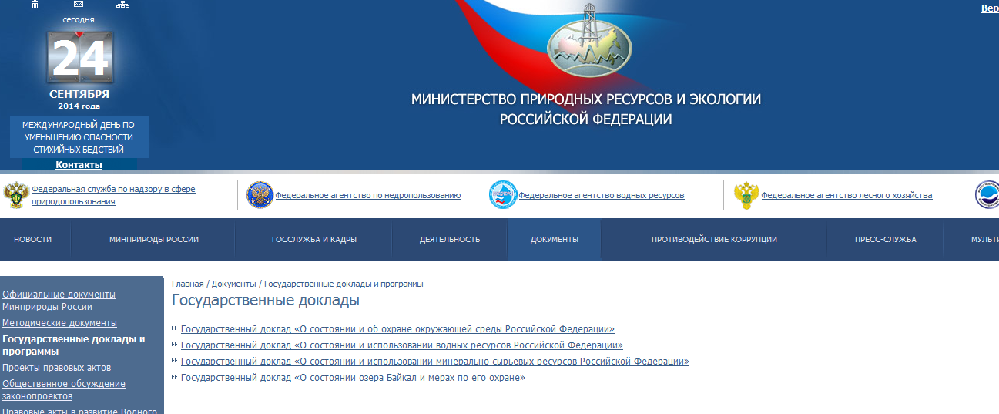 сегодня
24
СЕНТЯБРЯ
2014 года
МЕЖДУНАРОДНЫЙ ДЕНЬ ПО
УМЕНЬШЕНИЮ ОПАСНОСТИ
СТИХИЙНЫХ БЕДСТВИЙ
Контакты
МИНИСТЕРСТВО ПРИРОДНЫХ РЕСУРСОВ И ЭКОЛОГИИ
РОССИЙСКОЙ ФЕДЕРАЦИИ
Вер
Федеральная служба по надзору в сфере
природопользования
Федеральное агентство по недропользованию
Федеральное агентство водных ресурсов
Федеральное агентство лесного хозяйства
НОВОСТИ
МИНПРИРОДЫ РОССИИ
ГОССЛУЖБА И КАДРЫ
ДЕЯТЕЛЬНОСТЬ
ДОКУМЕНТЫ
ПРОТИВОДЕЙСТВИЕ КОРРУПЦИИ
ПРЕСС-СЛУЖБА
МУЛЬТИ
Официальные документы
Минприроды России
Методические документы
Государственные доклады и
программы
Проекты правовых актов
Общественное обсуждение
законопроектов
Правовые акты в развитие Водного
Главная / Документы / Государственные доклады и программы
Государственные доклады
Государственный доклад «О состоянии и об охране окружающей среды Российской Федерации»
Государственный доклад «О состоянии и использовании водных ресурсов Российской Федерации»
Государственный доклад «О состоянии и использовании минерально-сырьевых ресурсов Российской Федерации»
Государственный доклад «О состоянии озера Байкал и мерах по его охране»